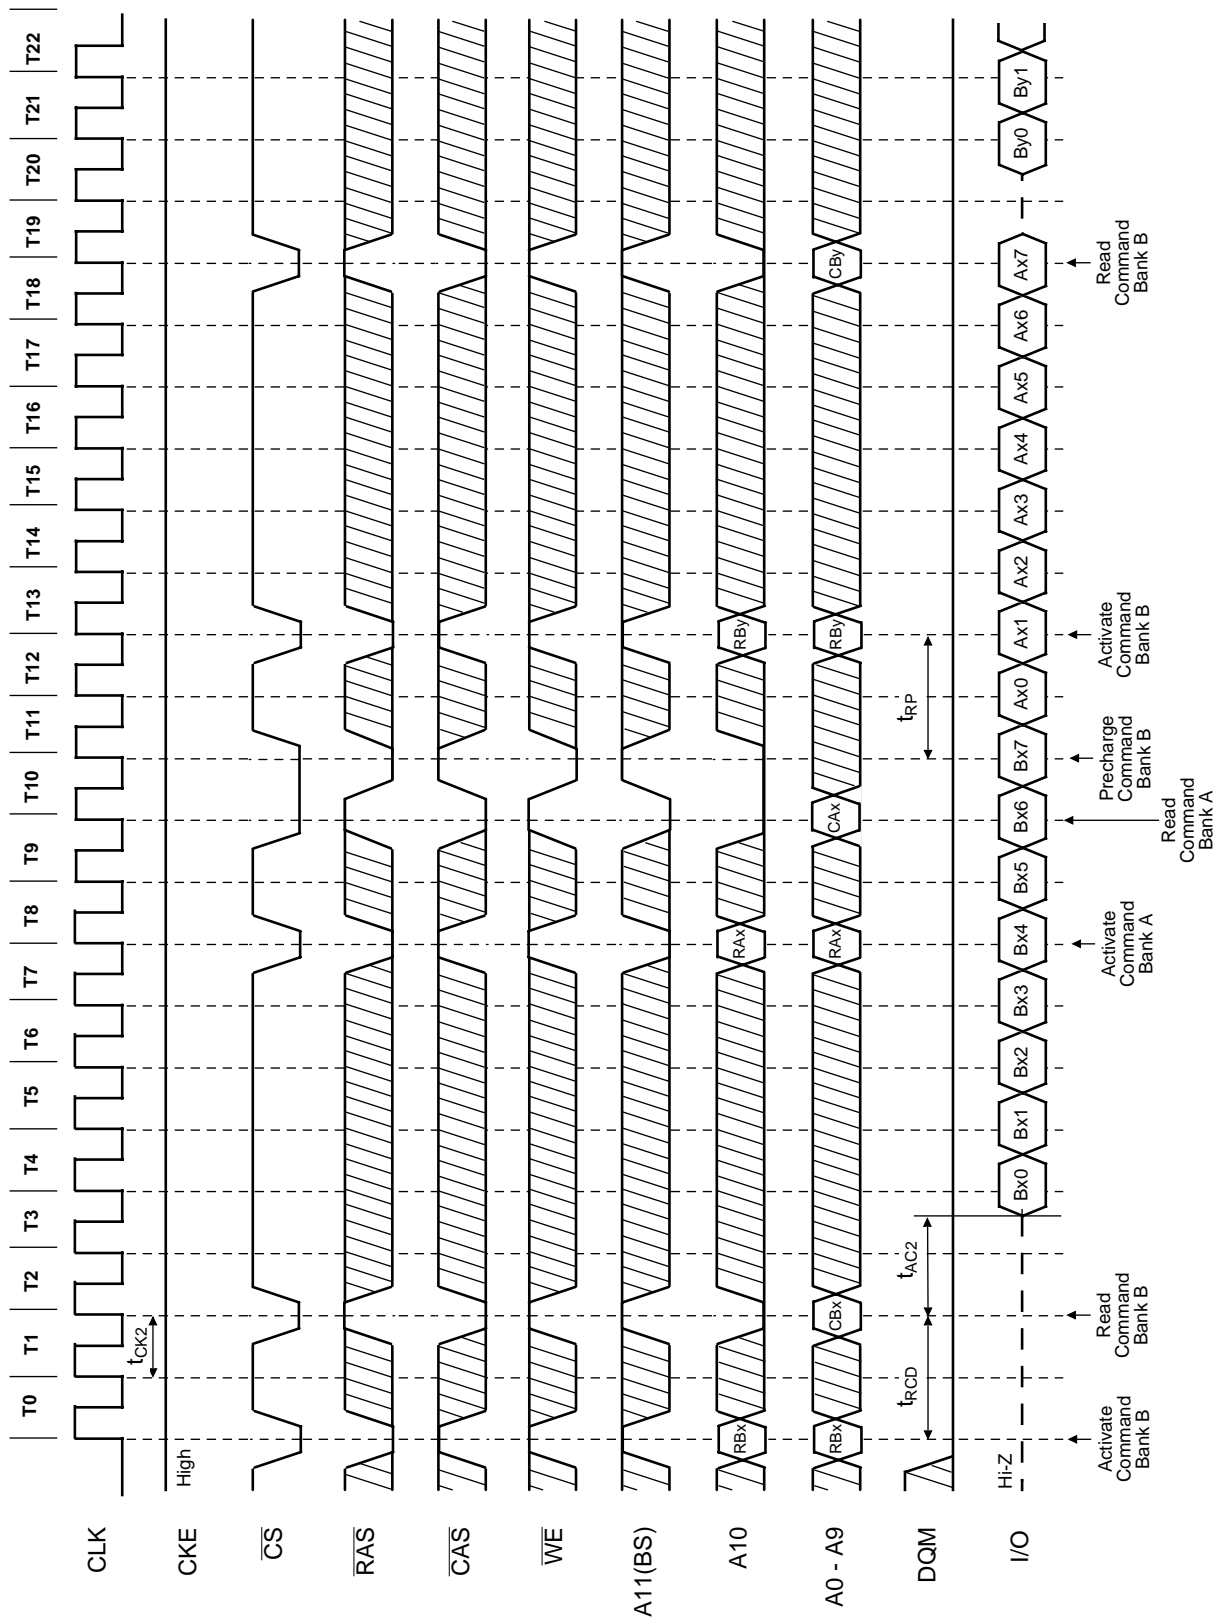 T0 T1 T2 T3 T4 T5 T6 T7 T8 T9 T10 T11 T12 T13 T14 T15 T16 T17 T18 T19 T20 T21 T22
CLK
tCK2
CKE
High
CS
RAS
CAS
WE
A11(BS)
A10
RBx RAx RBy
A0 - A9
RBx CBx RAx CAx RBy CBy
DQM
tRCD tAC2 tRP
I/O
Hi-Z
Bx0 Bx1 Bx2 Bx3 Bx4 Bx5 Bx6 Bx7 Ax0 Ax1 Ax2 Ax3 Ax4 Ax5 Ax6 Ax7 By0 By1
Activate
Command
Bank B
Read
Command
Bank B
Activate
Command
Bank A
Read
Command
Bank A
Precharge
Command
Bank B
Activate
Command
Bank B
Read
Command
Bank B